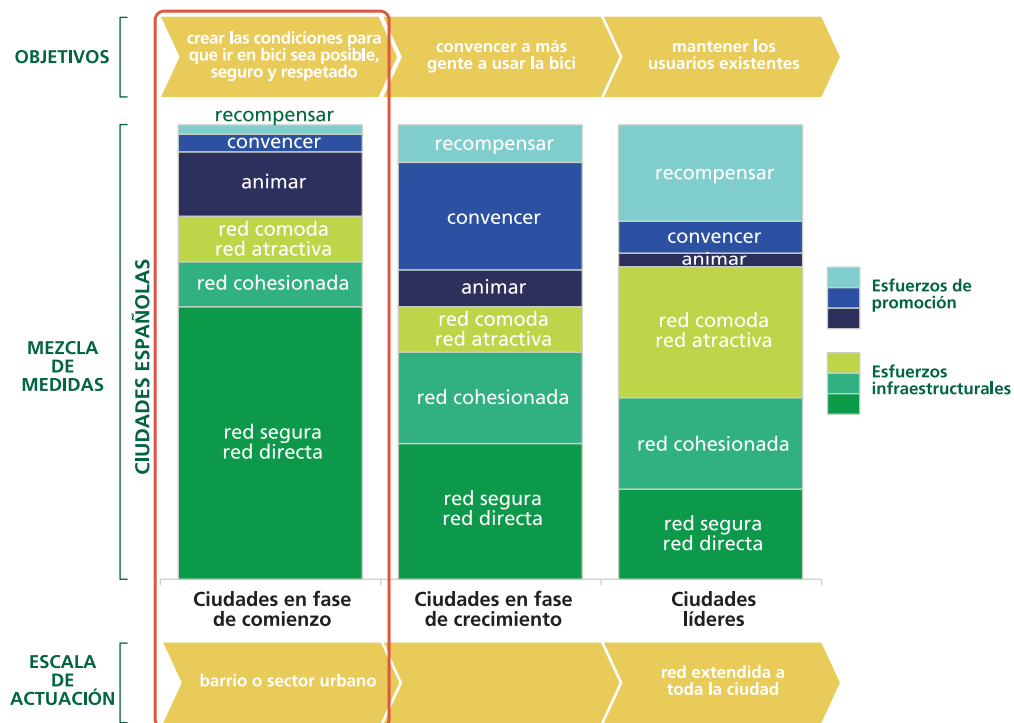 OBJETIVOS
crear las condiciones para
que ir en bici sea posible,
seguro y respetado
convencer a más
gente a usar la bici
mantener los
usuarios existentes
MEZCLA
DE
MEDIDAS
CIUDADES ESPAÑOLAS
recompensar
convencer
animar
red comoda
red atractiva
red cohesionada
red segura
red directa
recompensar
convencer
animar
red comoda
red atractiva
red cohesionada
red segura
red directa
recompensar
convencer
animar
red comoda
red atractiva
red cohesionada
red segura
red directa
Esfuerzos de
promoción
Esfuerzos
infraestructurales
Ciudades en fase
de comienzo
Ciudades en fase
de crecimiento
Ciudades
líderes
ESCALA
DE
ACTUACIÓN
barrio o sector urbano
red extendida a
toda la ciudad